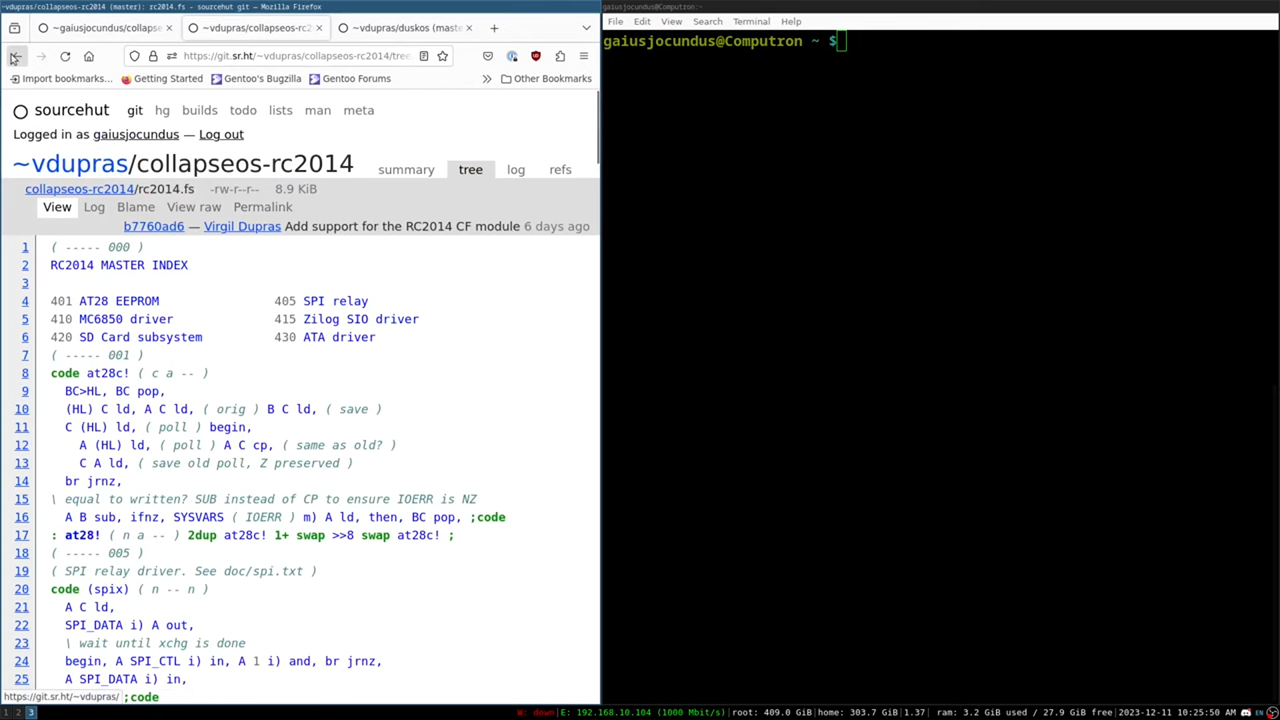 ~vdupras/collapseos-rc2014 (master): rc2014.fs - sourcehut git — Mozilla Firefox
~gaiusjocundus/collapse
~vdupras/collapseos-rc2
~vdupras/duskos (maste
https://git.sr.ht/~vdupras/collapseos-rc2014/tree
Import bookmarks...
Getting Started
Gentoo's Bugzilla
Gentoo Forums
Other Bookmarks
sourcehut git hg builds todo lists man meta
Logged in as gaiusjocundus — Log out
~vdupras/collapseos-rc2014 summary tree log refs
collapseos-rc2014/rc2014.fs -rw-r--r-- 8.9 KiB
View Log Blame View raw Permalink
b7760ad6 — Virgil Dupras Add support for the RC2014 CF module 6 days ago
1 ( ----- 000 )
2 RC2014 MASTER INDEX
3
4 401 AT28 EEPROM 405 SPI relay
5 410 MC6850 driver 415 Zilog SIO driver
6 420 SD Card subsystem 430 ATA driver
7 ( ----- 001 )
8 code at28c! ( c a -- )
9 BC>HL, BC pop,
10 (HL) C ld, A C ld, ( orig ) B C ld, ( save )
11 C (HL) ld, ( poll ) begin,
12 A (HL) ld, ( poll ) A C cp, ( same as old? )
13 C A ld, ( save old poll, Z preserved )
14 br jrnz,
15 \ equal to written? SUB instead of CP to ensure IOERR is NZ
16 A B sub, ifnz, SYSVARS ( IOERR ) m) A ld, then, BC pop, ;code
17 : at28! ( n a -- ) 2dup at28c! 1+ swap >>8 swap at28c! ;
18 ( ----- 005 )
19 ( SPI relay driver. See doc/spi.txt )
20 code (spix) ( n -- n )
21 A C ld,
22 SPI_DATA i) A out,
23 \ wait until xchg is done
24 begin, A SPI_CTL i) in, A 1 i) and, br jrnz,
25 A SPI_DATA i) in,
;code
https://git.sr.ht/~vdupras/
gaiusjocundus@Computron:~
File Edit View Search Terminal Help
gaiusjocundus@Computron ~ $
1 2 3
W: down|E: 192.168.10.104 (1000 Mbit/s)|root: 409.0 GiB|home: 303.7 GiB|1.37|ram: 3.2 GiB used / 27.9 GiB free|2023-12-11 10:25:50 EN